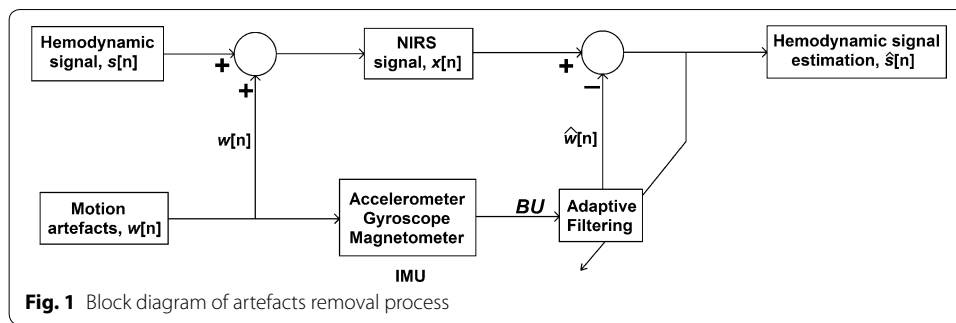 Hemodynamic
signal, s[n]
+
+
NIRS
signal, x[n]
+
−
Hemodynamic signal
estimation, ŝ[n]
w[n]
ŵ[n]
Motion
artefacts, w[n]
Accelerometer
Gyroscope
Magnetometer
IMU
BU
Adaptive
Filtering
Fig. 1 Block diagram of artefacts removal process